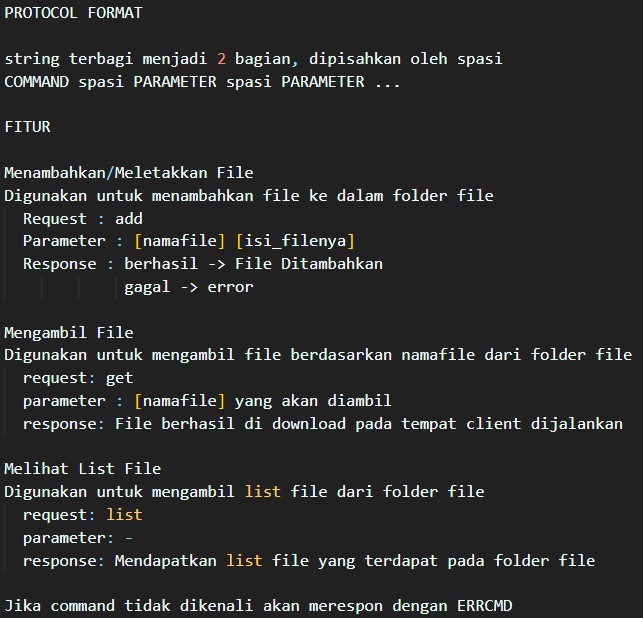 PROTOCOL FORMAT
string terbagi menjadi 2 bagian, dipisahkan oleh spasi
COMMAND spasi PARAMETER spasi PARAMETER ...
FITUR
Menambahkan/Meletakkan File
Digunakan untuk menambahkan file ke dalam folder file
Request : add
Parameter : [namafile] [isi_filenya]
Response : berhasil -> File Ditambahkan
gagal -> error
Mengambil File
Digunakan untuk mengambil file berdasarkan namafile dari folder file
request: get
parameter : [namafile] yang akan diambil
response: File berhasil di download pada tempat client dijalankan
Melihat List File
Digunakan untuk mengambil list file dari folder file
request: list
parameter: -
response: Mendapatkan list file yang terdapat pada folder file
Jika command tidak dikenali akan merespon dengan ERRCMD